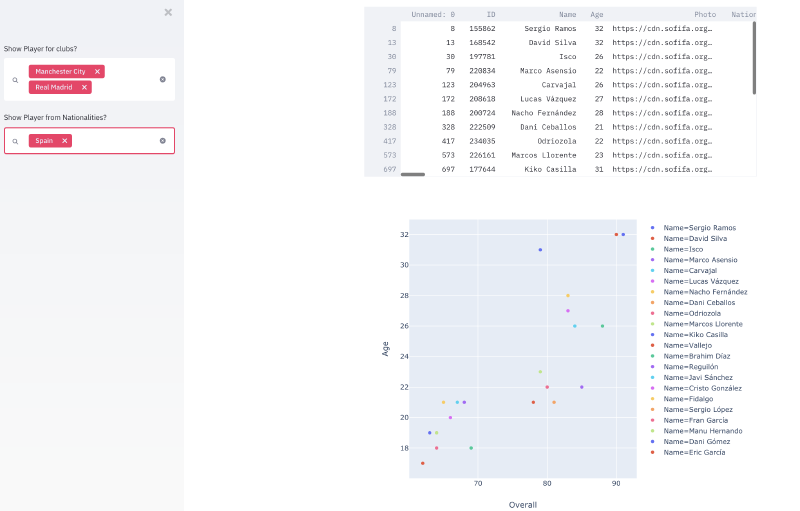 Show Player for clubs?
Manchester City ×
Real Madrid ×
Show Player from Nationalities?
Spain ×
Unnamed: 0 ID Name Age Photo Nation
8 8 155862 Sergio Ramos 32 https://cdn.sofifa.org…
13 13 168542 David Silva 32 https://cdn.sofifa.org…
30 30 197781 Isco 26 https://cdn.sofifa.org…
79 79 220834 Marco Asensio 22 https://cdn.sofifa.org…
123 123 204963 Carvajal 26 https://cdn.sofifa.org…
172 172 208618 Lucas Vázquez 27 https://cdn.sofifa.org…
188 188 200724 Nacho Fernández 28 https://cdn.sofifa.org…
328 328 222509 Dani Ceballos 21 https://cdn.sofifa.org…
417 417 234035 Odriozola 22 https://cdn.sofifa.org…
573 573 226161 Marcos Llorente 23 https://cdn.sofifa.org…
697 697 177644 Kiko Casilla 31 https://cdn.sofifa.org…
32
30
28
26
24
22
20
18
Age
70 80 90
Overall
Name=Sergio Ramos
Name=David Silva
Name=Isco
Name=Marco Asensio
Name=Carvajal
Name=Lucas Vázquez
Name=Nacho Fernández
Name=Dani Ceballos
Name=Odriozola
Name=Marcos Llorente
Name=Kiko Casilla
Name=Vallejo
Name=Brahim Díaz
Name=Reguilón
Name=Javi Sánchez
Name=Cristo González
Name=Fidalgo
Name=Sergio López
Name=Fran García
Name=Manu Hernando
Name=Dani Gómez
Name=Eric García